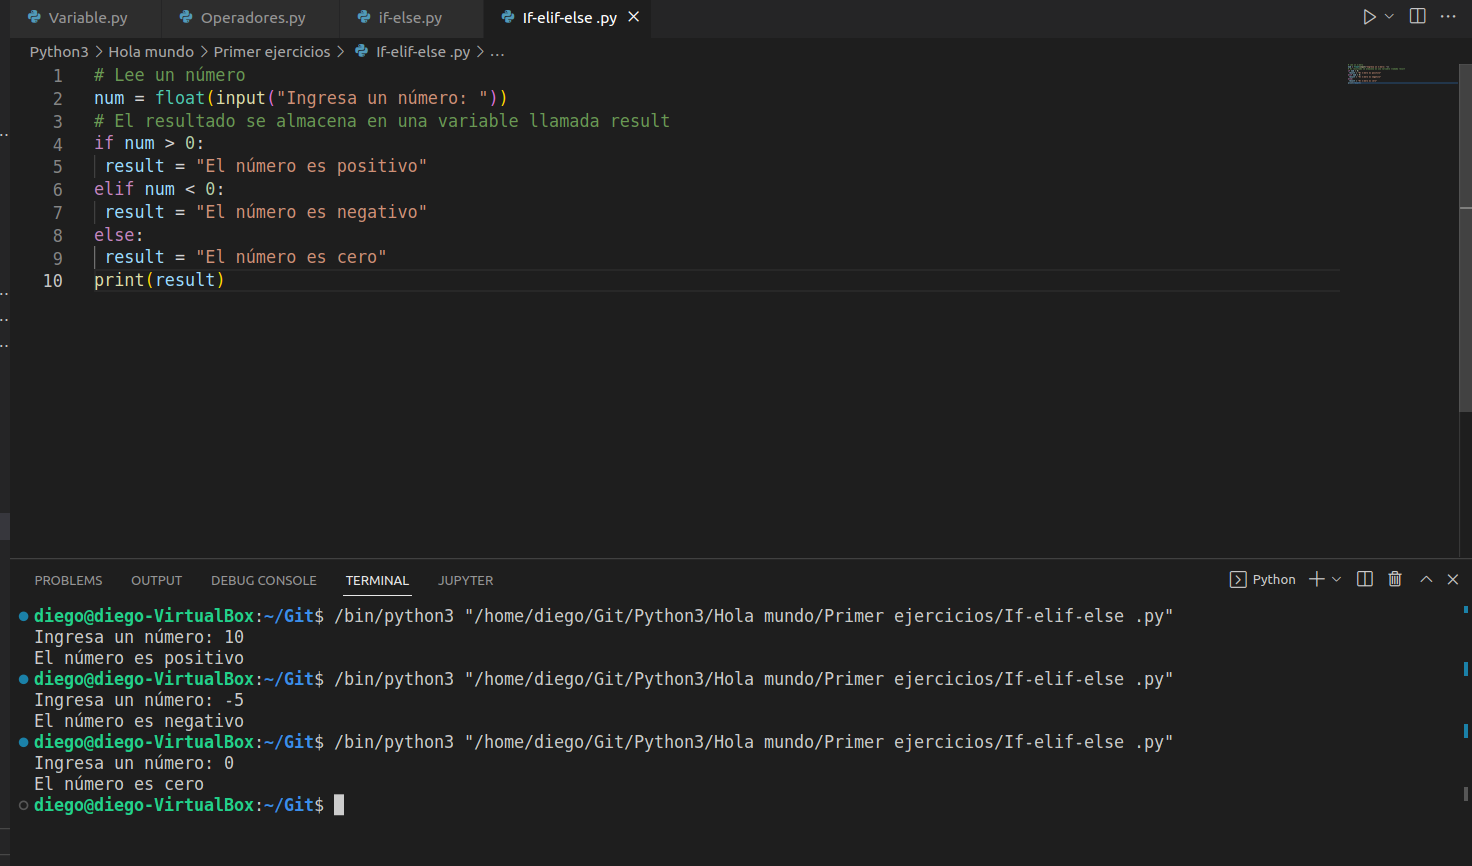 Variable.py Operadores.py if-else.py If-elif-else .py
Python3 > Hola mundo > Primer ejercicios > If-elif-else .py > ...
1 # Lee un número
2 num = float(input("Ingresa un número: "))
3 # El resultado se almacena en una variable llamada result
4 if num > 0:
5 result = "El número es positivo"
6 elif num < 0:
7 result = "El número es negativo"
8 else:
9 result = "El número es cero"
10 print(result)
PROBLEMS OUTPUT DEBUG CONSOLE TERMINAL JUPYTER Python
diego@diego-VirtualBox:~/Git$ /bin/python3 "/home/diego/Git/Python3/Hola mundo/Primer ejercicios/If-elif-else .py"
Ingresa un número: 10
El número es positivo
diego@diego-VirtualBox:~/Git$ /bin/python3 "/home/diego/Git/Python3/Hola mundo/Primer ejercicios/If-elif-else .py"
Ingresa un número: -5
El número es negativo
diego@diego-VirtualBox:~/Git$ /bin/python3 "/home/diego/Git/Python3/Hola mundo/Primer ejercicios/If-elif-else .py"
Ingresa un número: 0
El número es cero
diego@diego-VirtualBox:~/Git$